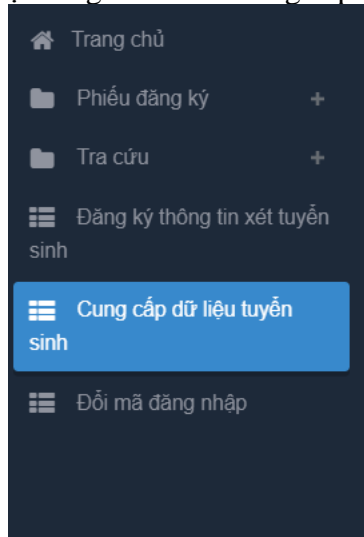 Trang chủ
Phiếu đăng ký +
Tra cứu +
Đăng ký thông tin xét tuyển
sinh
Cung cấp dữ liệu tuyển
sinh
Đổi mã đăng nhập